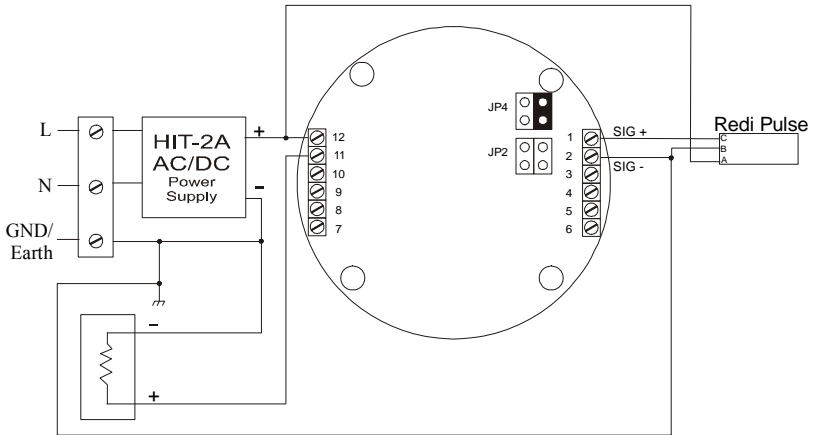 L
N
GND/
Earth
HIT-2A
AC/DC
Power
Supply
+
-
-
+
12
11
10
9
8
7
JP4
JP2
1
2
3
4
5
6
SIG +
SIG -
Redi Pulse
C
B
A